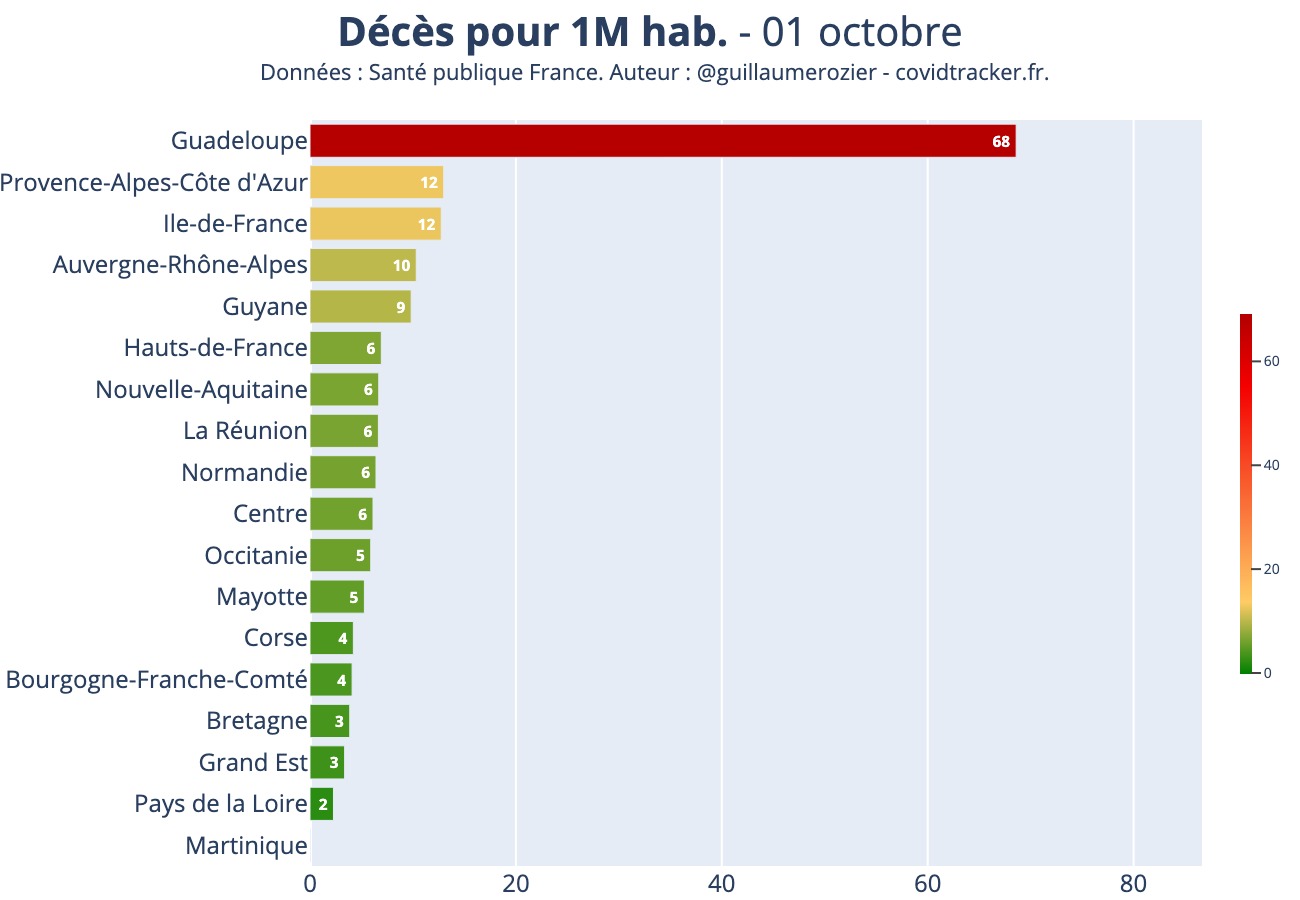 Décès pour 1M hab. - 01 octobre
Données : Santé publique France. Auteur : @guillaumerozier - covidtracker.fr.
Guadeloupe 68
Provence-Alpes-Côte d'Azur 12
Ile-de-France 12
Auvergne-Rhône-Alpes 10
Guyane 9
Hauts-de-France 6
Nouvelle-Aquitaine 6
La Réunion 6
Normandie 6
Centre 6
Occitanie 5
Mayotte 5
Corse 4
Bourgogne-Franche-Comté 4
Bretagne 3
Grand Est 3
Pays de la Loire 2
Martinique
0 20 40 60 80
60
40
20
0